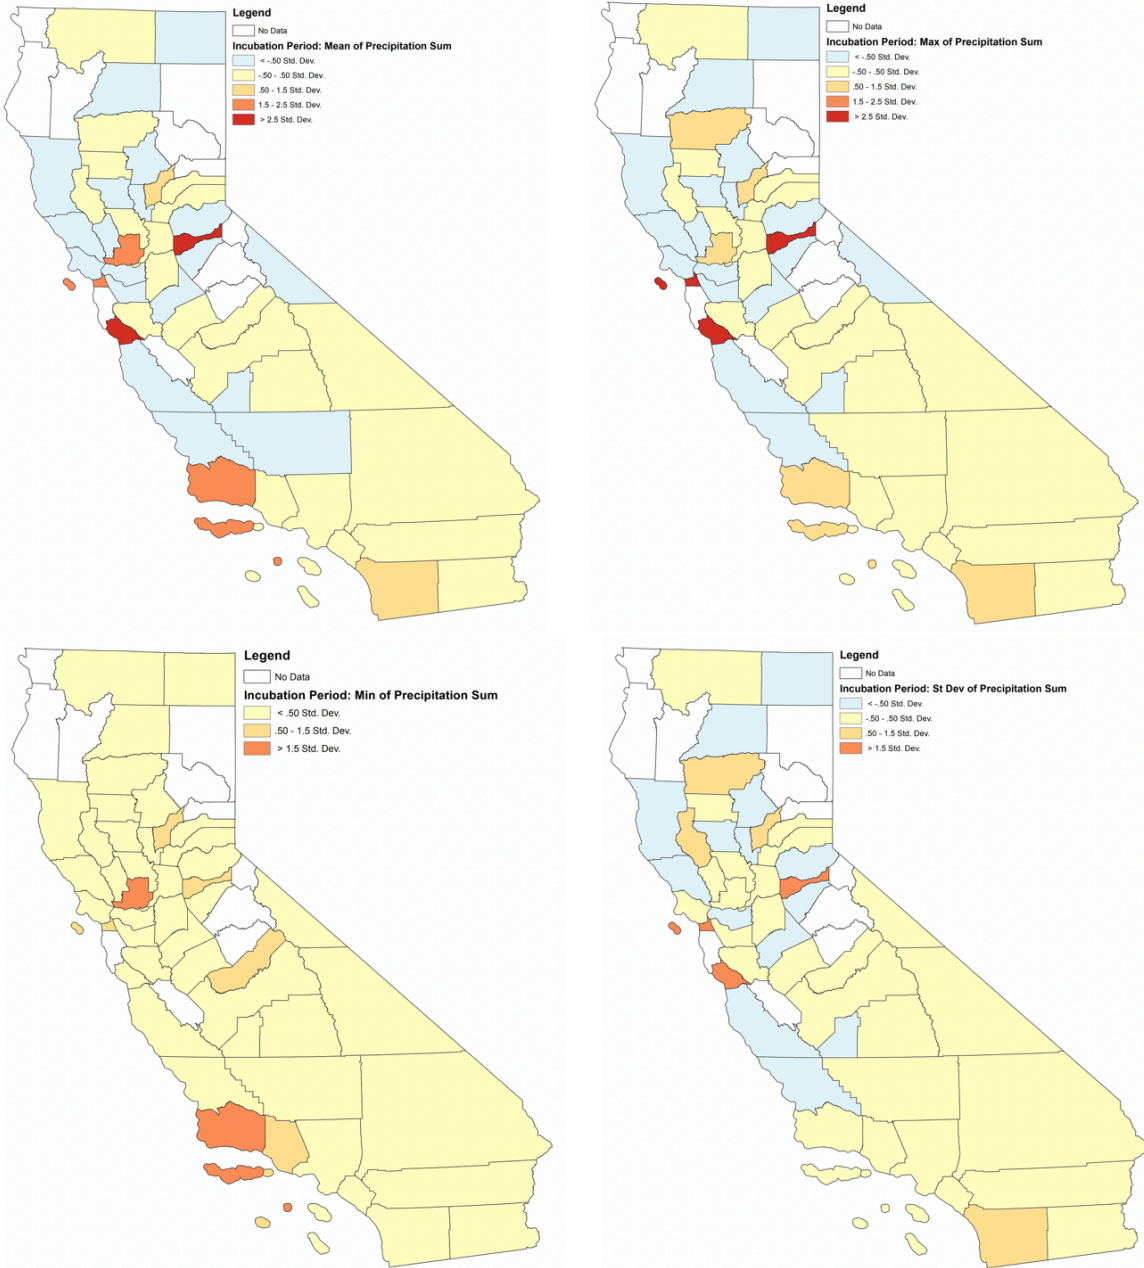 Legend
No Data
Incubation Period: Mean of Precipitation Sum
< -.50 Std. Dev.
-.50 - .50 Std. Dev.
.50 - 1.5 Std. Dev.
1.5 - 2.5 Std. Dev.
> 2.5 Std. Dev.
Legend
No Data
Incubation Period: Max of Precipitation Sum
< -.50 Std. Dev.
-.50 - .50 Std. Dev.
.50 - 1.5 Std. Dev.
1.5 - 2.5 Std. Dev.
> 2.5 Std. Dev.
Legend
No Data
Incubation Period: Min of Precipitation Sum
< .50 Std. Dev.
.50 - 1.5 Std. Dev.
> 1.5 Std. Dev.
Legend
No Data
Incubation Period: St Dev of Precipitation Sum
< -.50 Std. Dev.
-.50 - .50 Std. Dev.
.50 - 1.5 Std. Dev.
> 1.5 Std. Dev.